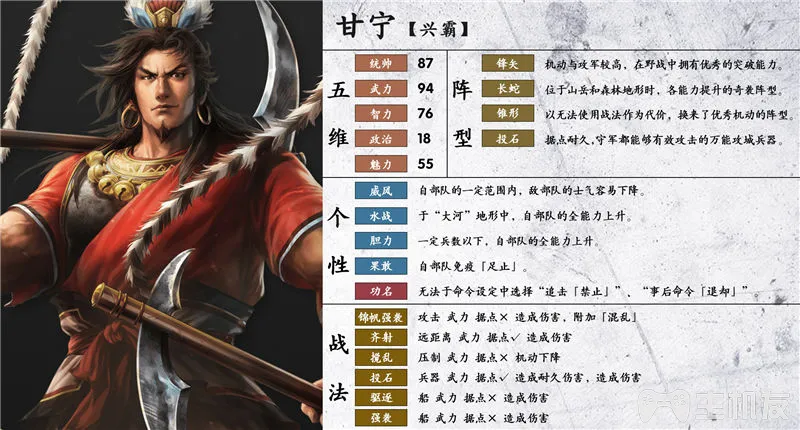 甘宁【兴霸】
五维
统帅 87
武力 94
智力 76
政治 18
魅力 55
阵型
锋矢 机动与攻军较高，在野战中拥有优秀的突破能力。
长蛇 位于山岳和森林地形时，各能力提升的奇袭阵型。
锥形 以无法使用战法作为代价，换来了优秀机动的阵型。
投石 据点耐久，守军都能够有效攻击的万能攻城兵器。
个性
威风 自部队的一定范围内，敌部队的士气容易下降。
水战 于“大河”地形中，自部队的全能力上升。
胆力 一定兵数以下，自部队的全能力上升。
果敢 自部队免疫「足止」。
功名 无法于命令设定中选择“追击「禁止」”、“事后命令「退却」”
战法
锦帆强袭 攻击 武力 据点× 造成伤害，附加「混乱」
齐射 远距离 武力 据点√ 造成伤害
搅乱 压制 武力 据点× 机动下降
投石 兵器 武力 据点√ 造成耐久伤害，造成伤害
驱逐 船 武力 据点× 造成伤害
强袭 船 武力 据点× 造成伤害